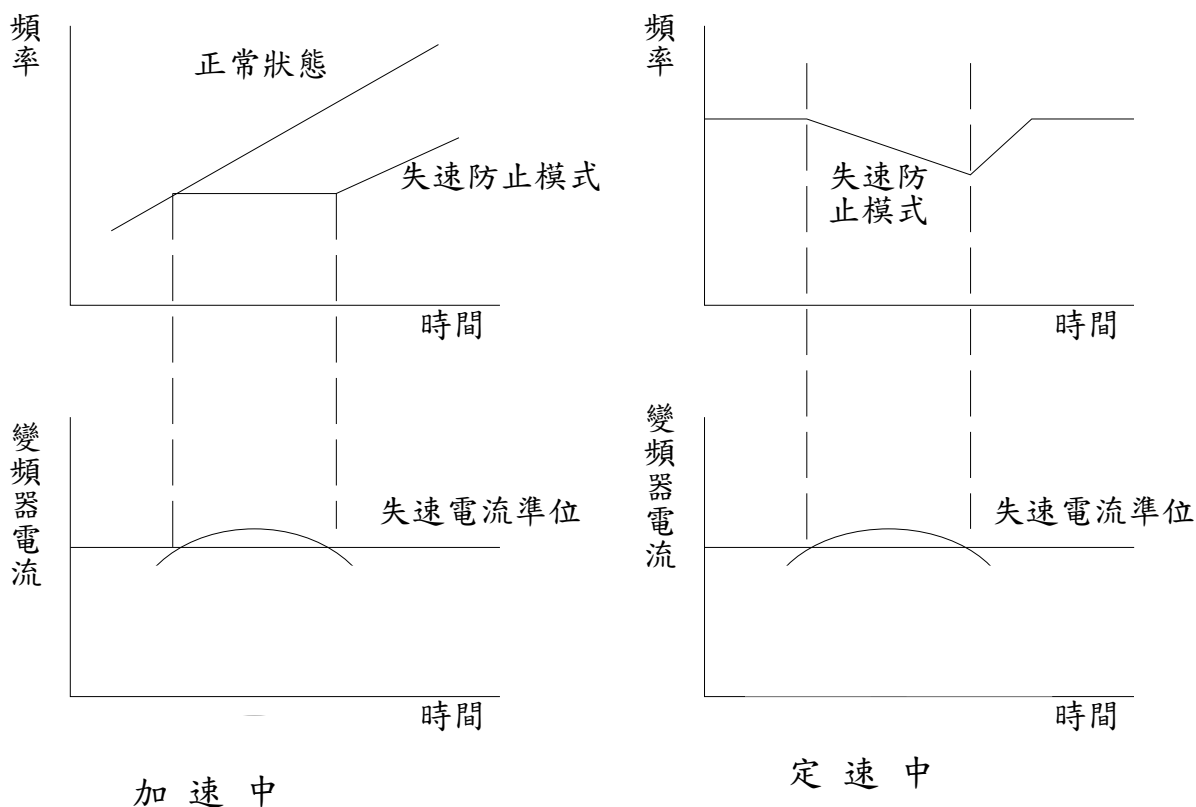 頻率
正常狀態
失速防止模式
時間
頻率
失速防
止模式
時間
變頻器電流
失速電流準位
時間
加速中
變頻器電流
失速電流準位
時間
定速中